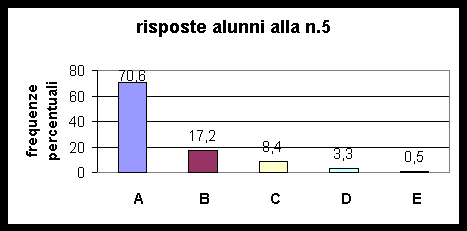 risposte alunni alla n.5
frequenze
percentuali
80
60
40
20
0
70,6
17,2
8,4
3,3
0,5
A B C D E